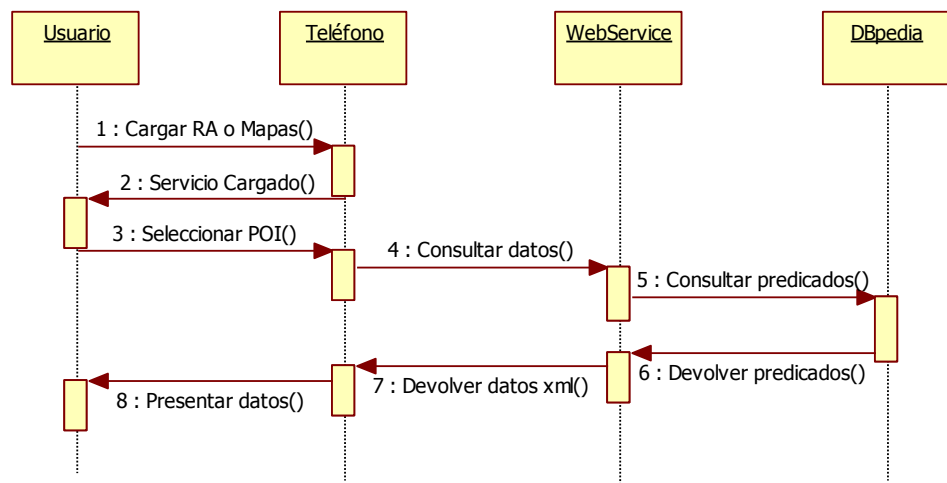 Usuario
Teléfono
WebService
DBpedia
1 : Cargar RA o Mapas()
2 : Servicio Cargado()
3 : Seleccionar POI()
4 : Consultar datos()
5 : Consultar predicados()
6 : Devolver predicados()
7 : Devolver datos xml()
8 : Presentar datos()